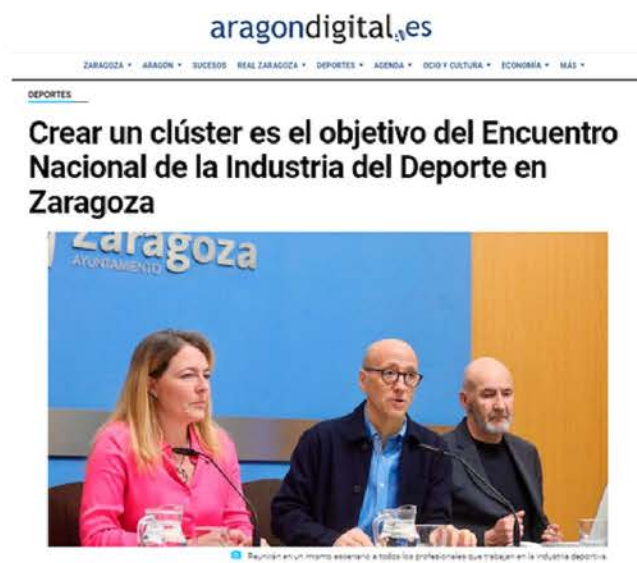 aragondigital.es
ZARAGOZA ARAGÓN SUCESOS REAL ZARAGOZA DEPORTES AGENDA OCIO Y CULTURA ECONOMÍA MÁS
DEPORTES
Crear un clúster es el objetivo del Encuentro
Nacional de la Industria del Deporte en
Zaragoza
Zaragoza
AYUNTAMIENTO
Reunirán en un mismo escenario a todos los profesionales que trabajan en la industria deportiva.